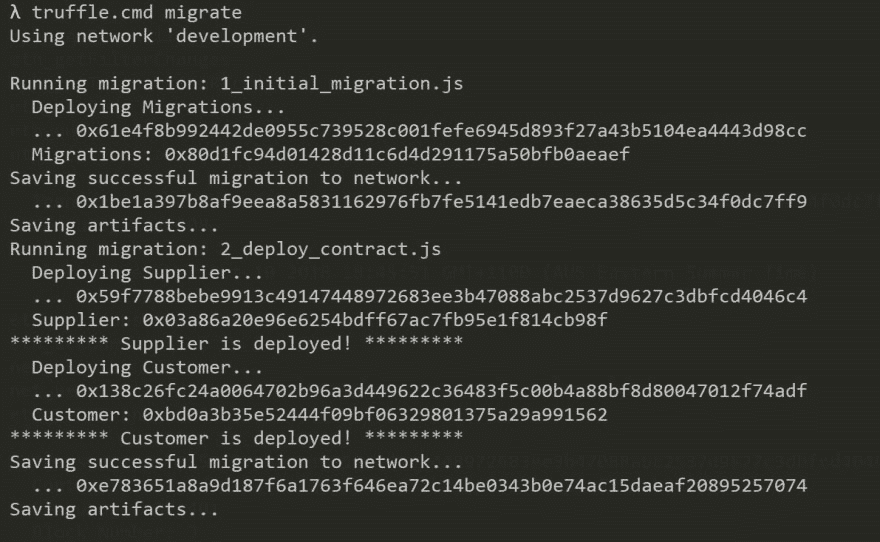 λ truffle.cmd migrate
Using network 'development'.
Running migration: 1_initial_migration.js
Deploying Migrations...
... 0x61e4f8b992442de0955c739528c001fefe6945d893f27a43b5104ea4443d98cc
Migrations: 0x80d1fc94d01428d11c6d4d291175a50bfb0aeaef
Saving successful migration to network...
... 0x1be1a397b8af9eea8a5831162976fb7fe5141edb7eaeca38635d5c34f0dc7ff9
Saving artifacts...
Running migration: 2_deploy_contract.js
Deploying Supplier...
... 0x59f7788bebe9913c49147448972683ee3b47088abc2537d9627c3dbfcd4046c4
Supplier: 0x03a86a20e96e6254bdff67ac7fb95e1f814cb98f
********* Supplier is deployed! *********
Deploying Customer...
... 0x138c26fc24a0064702b96a3d449622c36483f5c00b4a88bf8d80047012f74adf
Customer: 0xbd0a3b35e52444f09bf06329801375a29a991562
********* Customer is deployed! *********
Saving successful migration to network...
... 0xe783651a8a9d187f6a1763f646ea72c14be0343b0e74ac15daeaf20895257074
Saving artifacts...